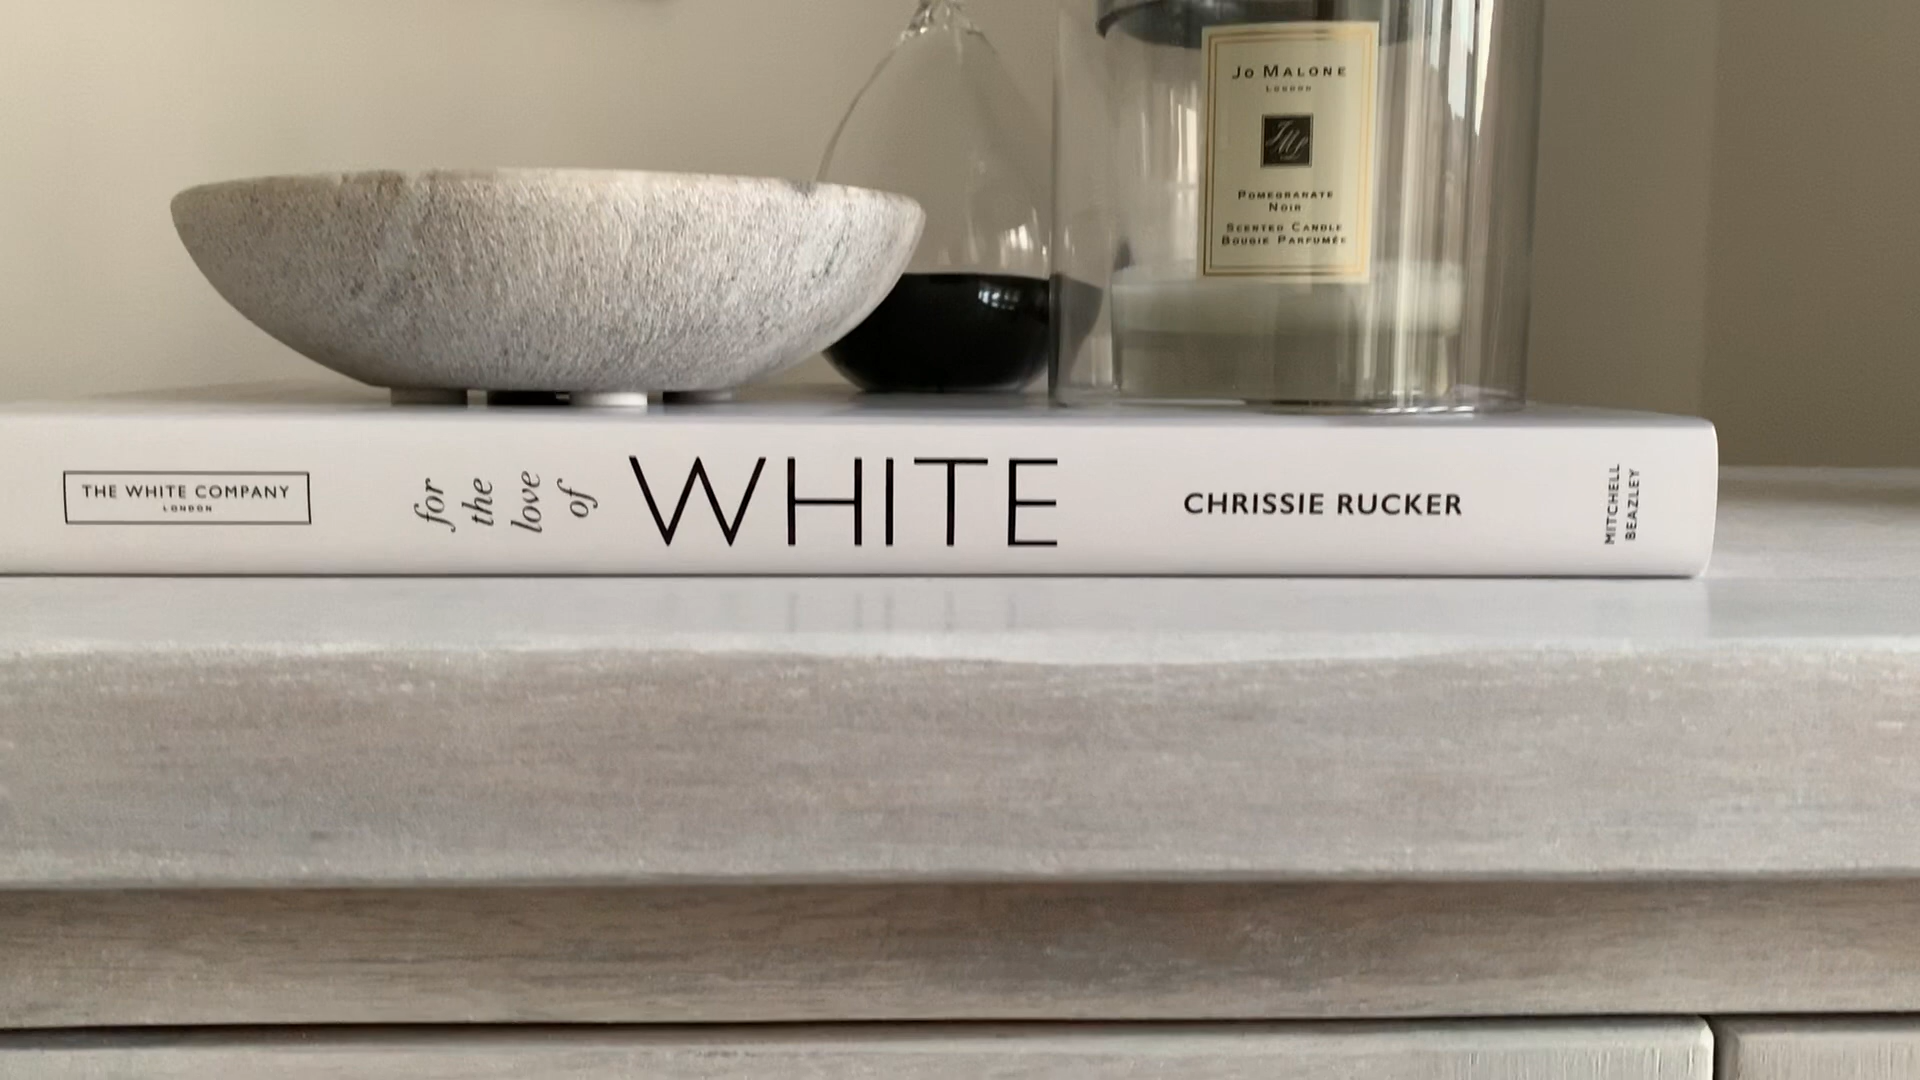 JO MALONE
LONDON
POMEGRANATE
NOIR
SCENTED CANDLE
BOUGIE PARFUMÉE
THE WHITE COMPANY
LONDON
for
the
love
of
WHITE
CHRISSIE RUCKER
MITCHELL
BEAZLEY